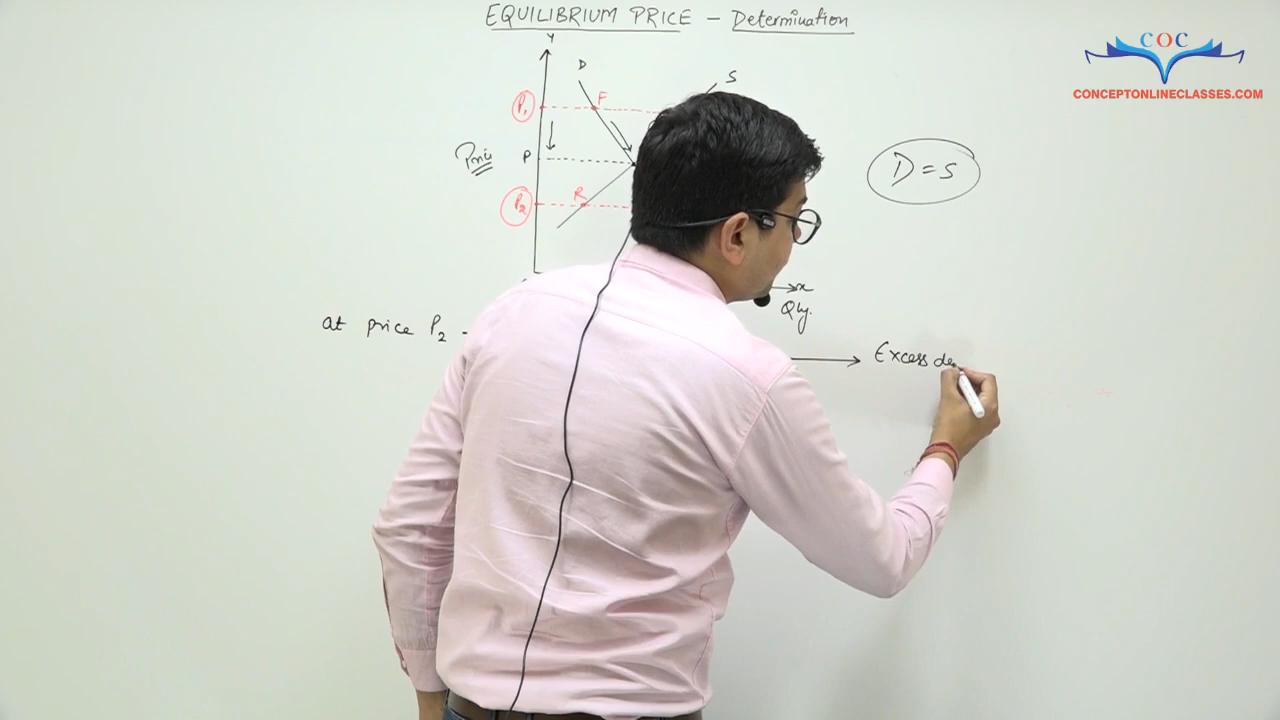 EQUILIBRIUM PRICE - Determination
COC
CONCEPTONLINECLASSES.COM
Y
D
S
P1
F
D = S
Price
P
P2
R
x
Qty.
at price P2 -
Excess de